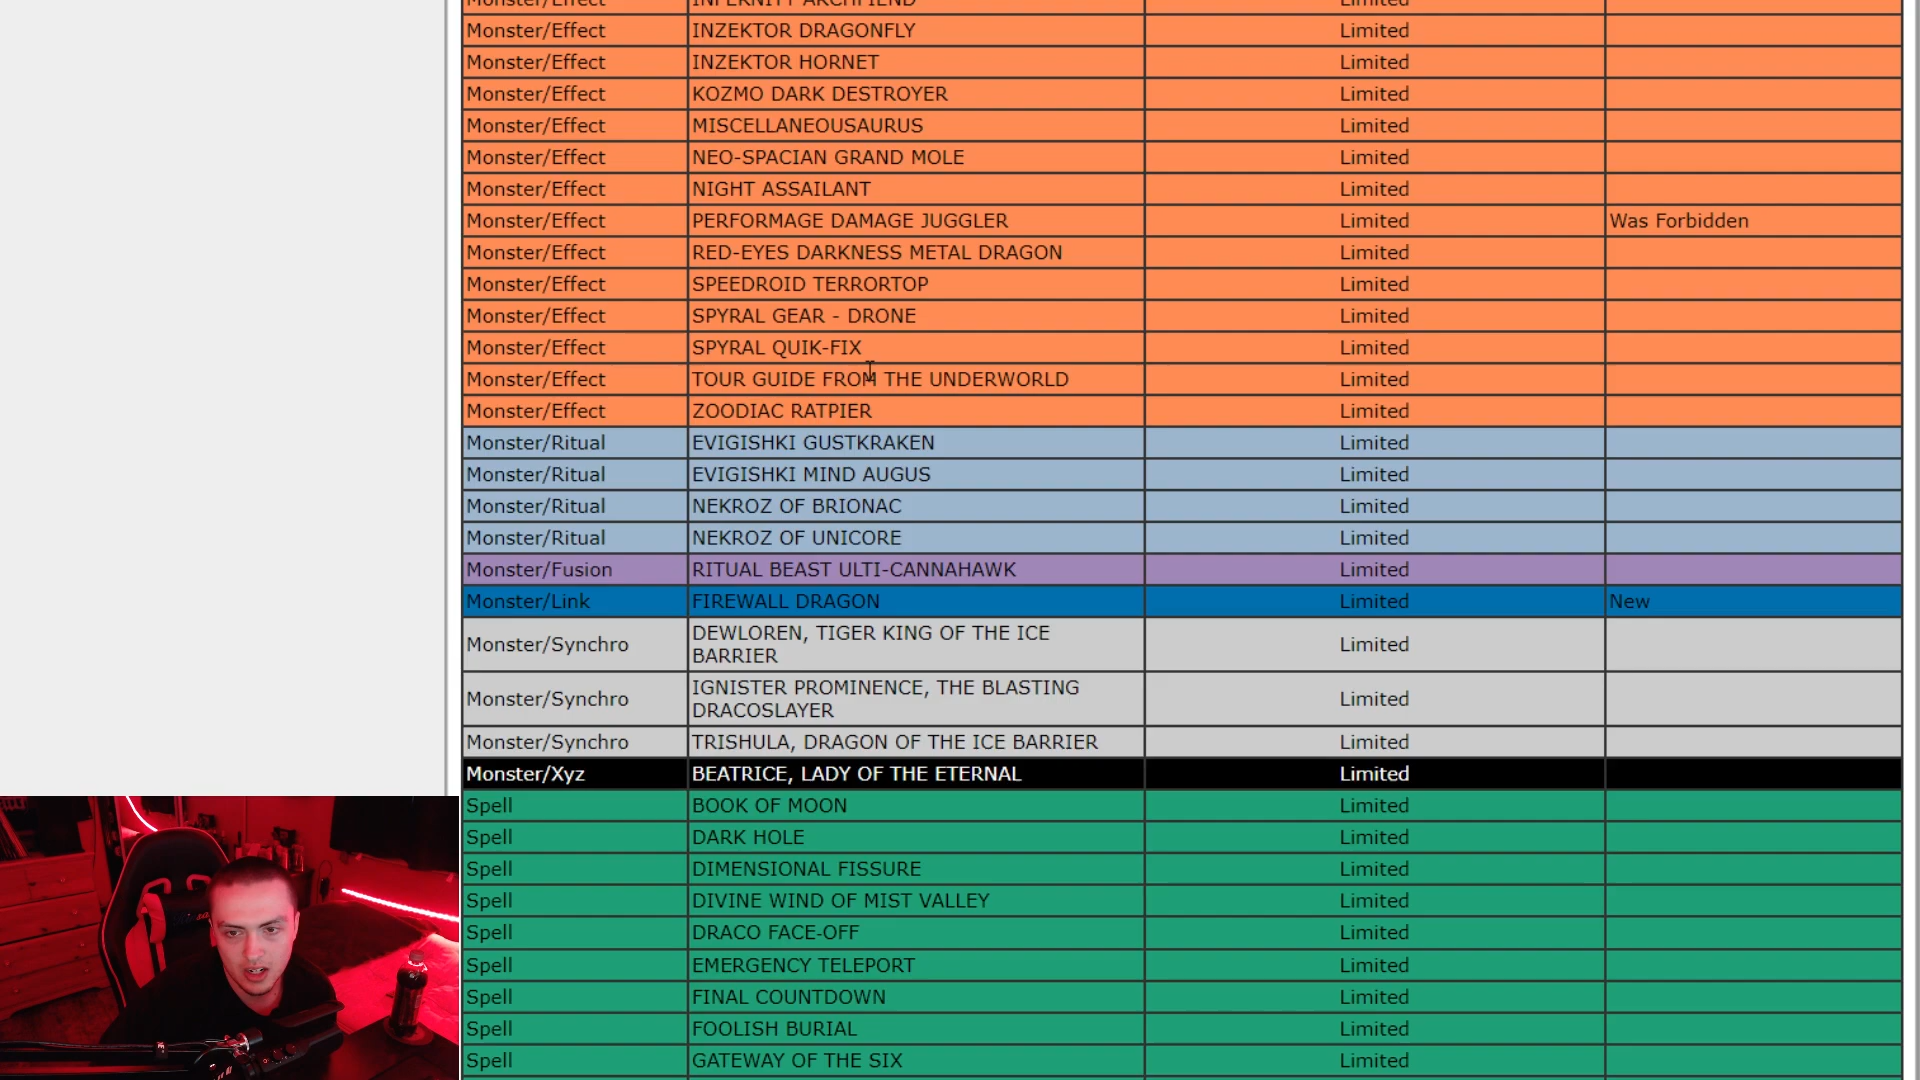 Monster/Effect INFERNITY ARCHFIEND Limited
Monster/Effect INZEKTOR DRAGONFLY Limited
Monster/Effect INZEKTOR HORNET Limited
Monster/Effect KOZMO DARK DESTROYER Limited
Monster/Effect MISCELLANEOUSAURUS Limited
Monster/Effect NEO-SPACIAN GRAND MOLE Limited
Monster/Effect NIGHT ASSAILANT Limited
Monster/Effect PERFORMAGE DAMAGE JUGGLER Limited Was Forbidden
Monster/Effect RED-EYES DARKNESS METAL DRAGON Limited
Monster/Effect SPEEDROID TERRORTOP Limited
Monster/Effect SPYRAL GEAR - DRONE Limited
Monster/Effect SPYRAL QUIK-FIX Limited
Monster/Effect TOUR GUIDE FROM THE UNDERWORLD Limited
Monster/Effect ZOODIAC RATPIER Limited
Monster/Ritual EVIGISHKI GUSTKRAKEN Limited
Monster/Ritual EVIGISHKI MIND AUGUS Limited
Monster/Ritual NEKROZ OF BRIONAC Limited
Monster/Ritual NEKROZ OF UNICORE Limited
Monster/Fusion RITUAL BEAST ULTI-CANNAHAWK Limited
Monster/Link FIREWALL DRAGON Limited New
Monster/Synchro DEWLOREN, TIGER KING OF THE ICE
BARRIER Limited
Monster/Synchro IGNISTER PROMINENCE, THE BLASTING
DRACOSLAYER Limited
Monster/Synchro TRISHULA, DRAGON OF THE ICE BARRIER Limited
Monster/Xyz BEATRICE, LADY OF THE ETERNAL Limited
Spell BOOK OF MOON Limited
Spell DARK HOLE Limited
Spell DIMENSIONAL FISSURE Limited
Spell DIVINE WIND OF MIST VALLEY Limited
Spell DRACO FACE-OFF Limited
Spell EMERGENCY TELEPORT Limited
Spell FINAL COUNTDOWN Limited
Spell FOOLISH BURIAL Limited
Spell GATEWAY OF THE SIX Limited